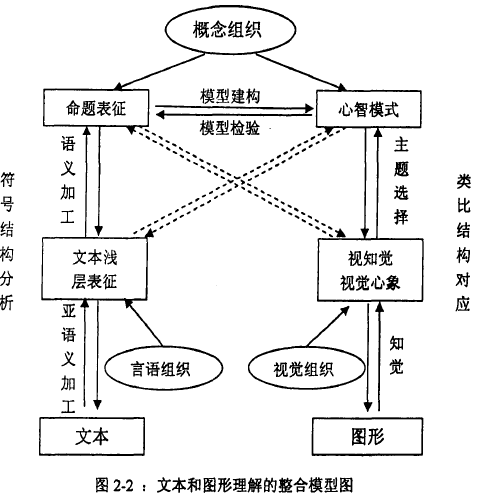 概念组织
命题表征
模型建构
模型检验
心智模式
语义加工
主题选择
符号结构分析
类比结构对应
文本浅
层表征
视知觉
视觉心象
亚语义加工
言语组织
视觉组织
知觉
文本
图形
图 2-2 ：文本和图形理解的整合模型图